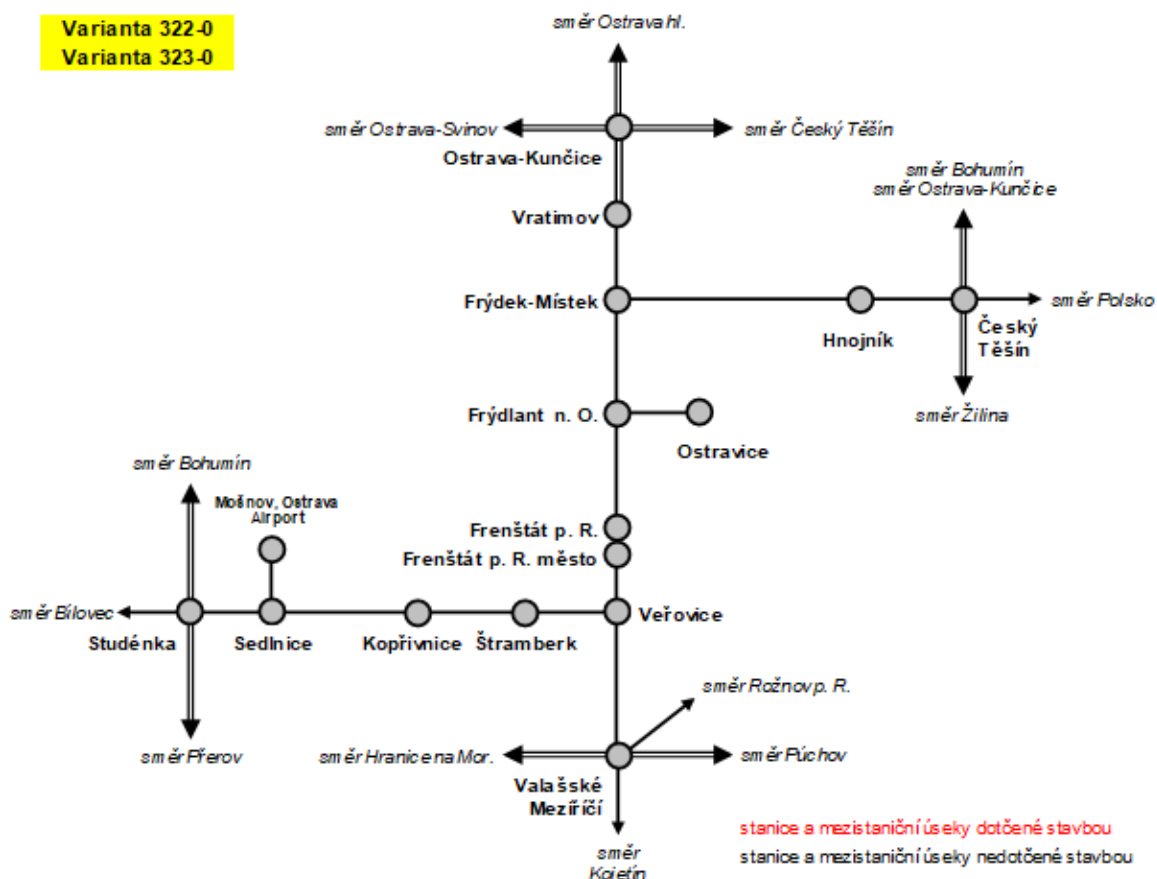 Varianta 322-0
Varianta 323-0
směr Ostrava hl.
směr Ostrava-Svinov
směr Český Těšín
Ostrava-Kunčice
směr Bohumín
směr Ostrava-Kunčice
Vratimov
Frýdek-Místek
směr Polsko
Hnojník
Český
Těšín
Frýdlant n. O.
směr Žilina
Ostravice
směr Bohumín
Mošnov, Ostrava
Airport
Frenštát p. R.
Frenštát p. R. město
směr Bílovec
Veřovice
Studénka
Sedlnice
Kopřivnice
Štramberk
směr Rožnov p. R.
směr Přerov
směr Hranice na Mor.
směr Púchov
Valašské
Meziříčí
stanice a mezistaniční úseky dotčené stavbou
směr
Kojetín
stanice a mezistaniční úseky nedotčené stavbou